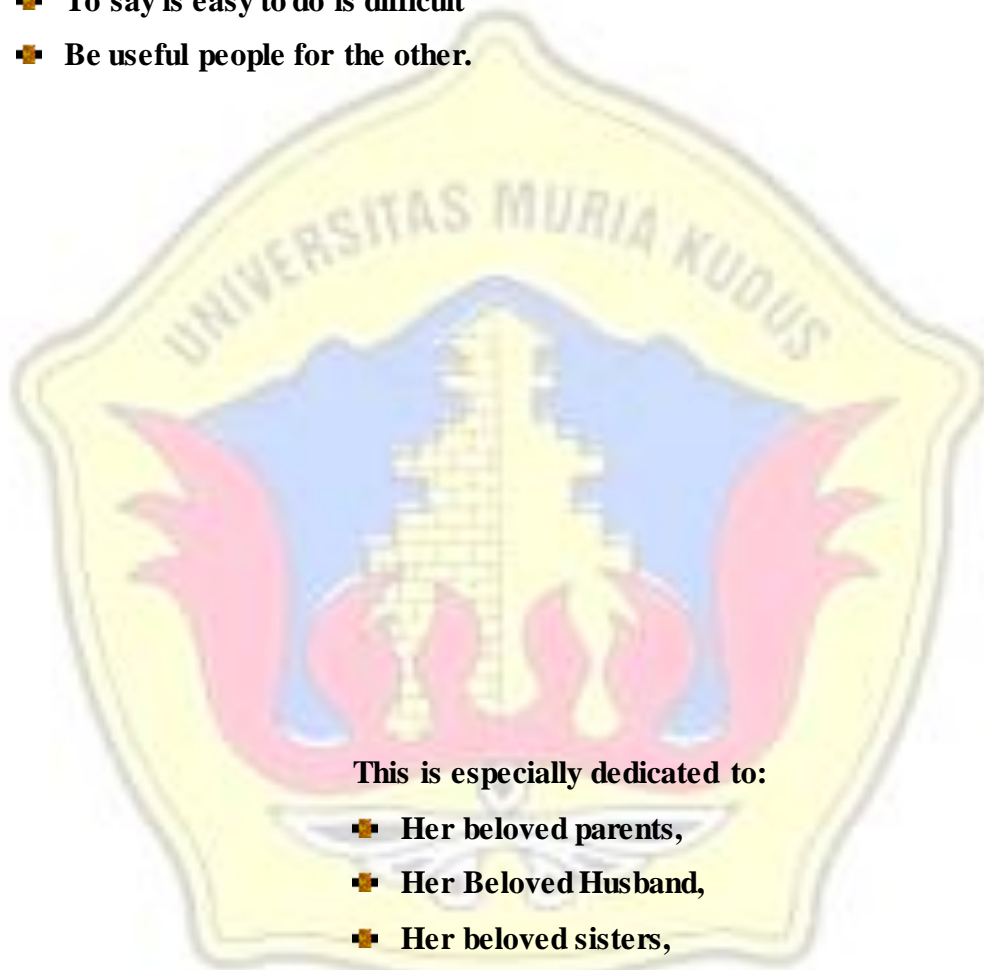 To say is easy to do is difficult
Be useful people for the other.
UNIVERSITAS MURIA KUDUS
This is especially dedicated to:
Her beloved parents,
Her Beloved Husband,
Her beloved sisters,